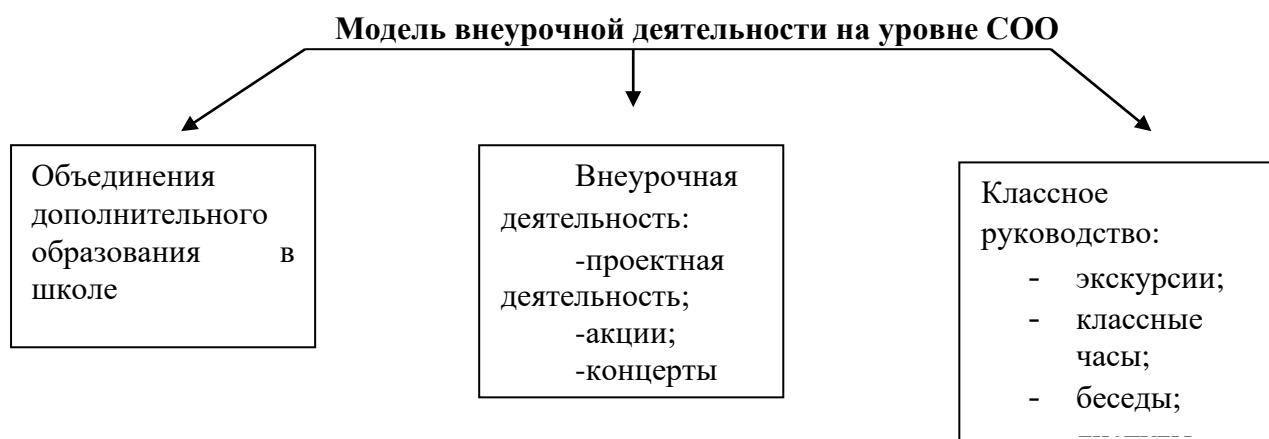 Модель внеурочной деятельности на уровне СОО
Объединения
дополнительного
образования в
школе
Внеурочная
деятельность:
-проектная
деятельность;
-акции;
-концерты
Классное
руководство:
- экскурсии;
- классные
часы;
- беседы;